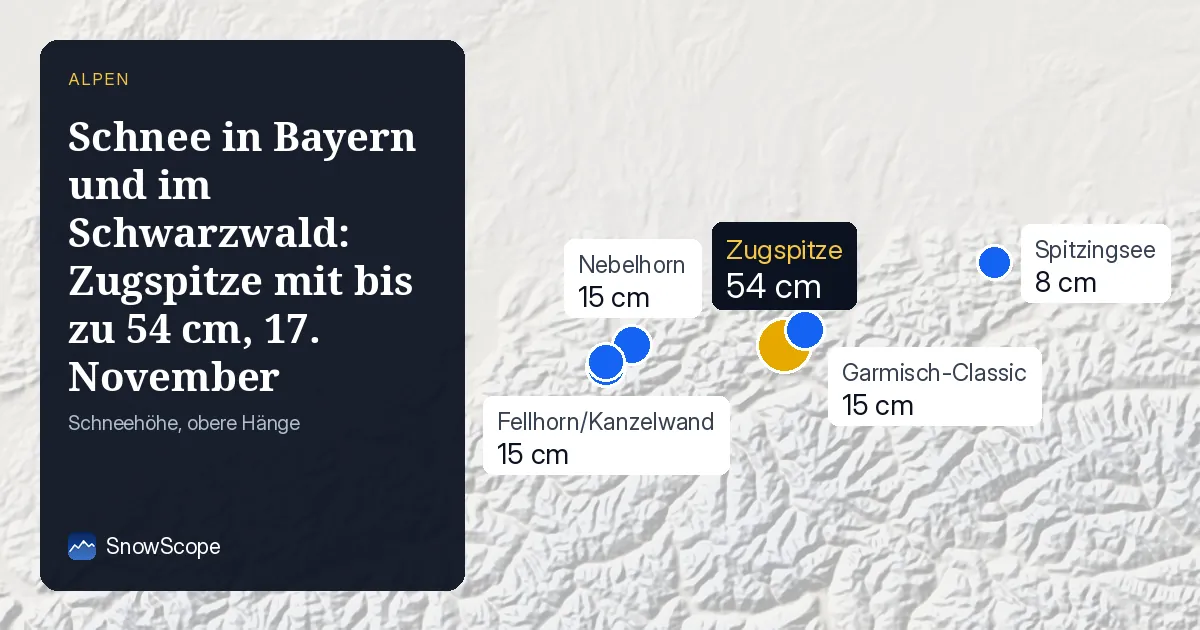 ALPEN
Schnee in Bayern
und im
Schwarzwald:
Zugspitze mit bis
zu 54 cm, 17.
November
Schneehöhe, obere Hänge
SnowScope
Nebelhorn
15 cm
Zugspitze
54 cm
Spitzingsee
8 cm
Garmisch-Classic
15 cm
Fellhorn/Kanzelwand
15 cm